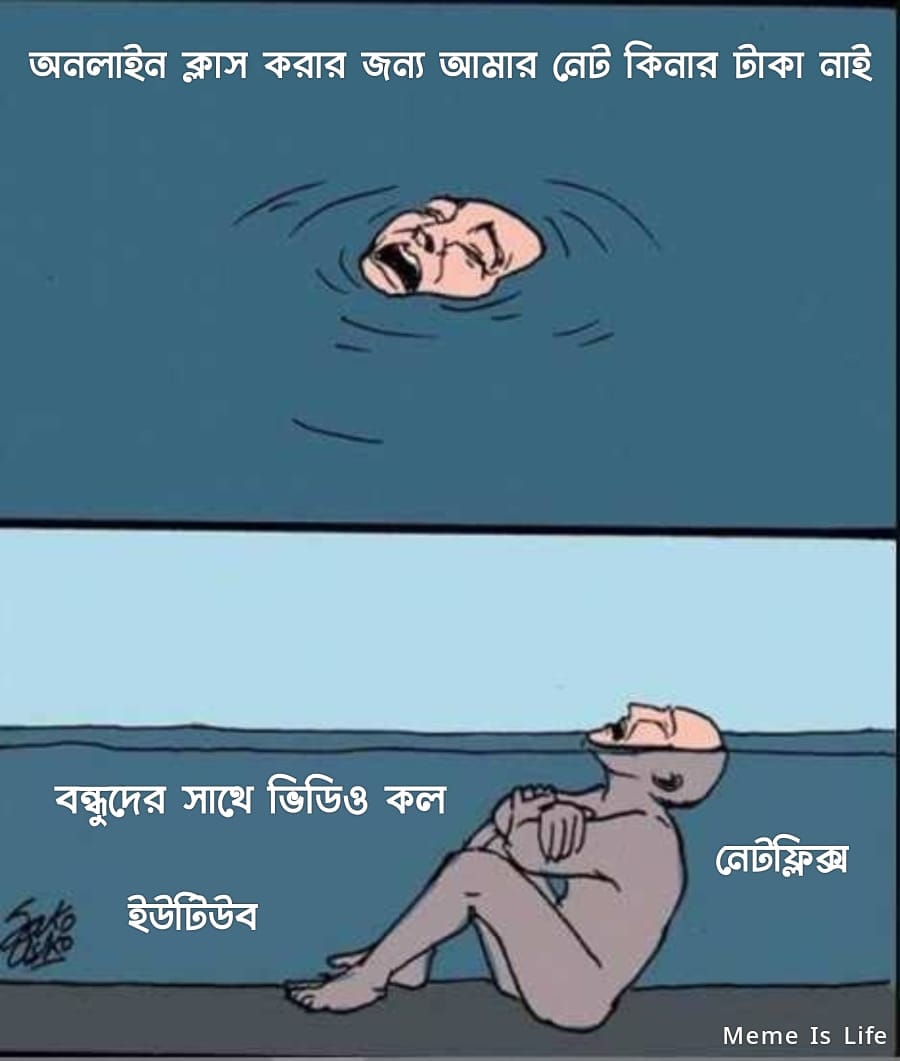 অনলাইন ক্লাস করার জন্য আমার নেট কিনার টাকা নাই
বন্ধুদের সাথে ভিডিও কল
নেটফ্লিক্স
ইউটিউব
Meme Is Life